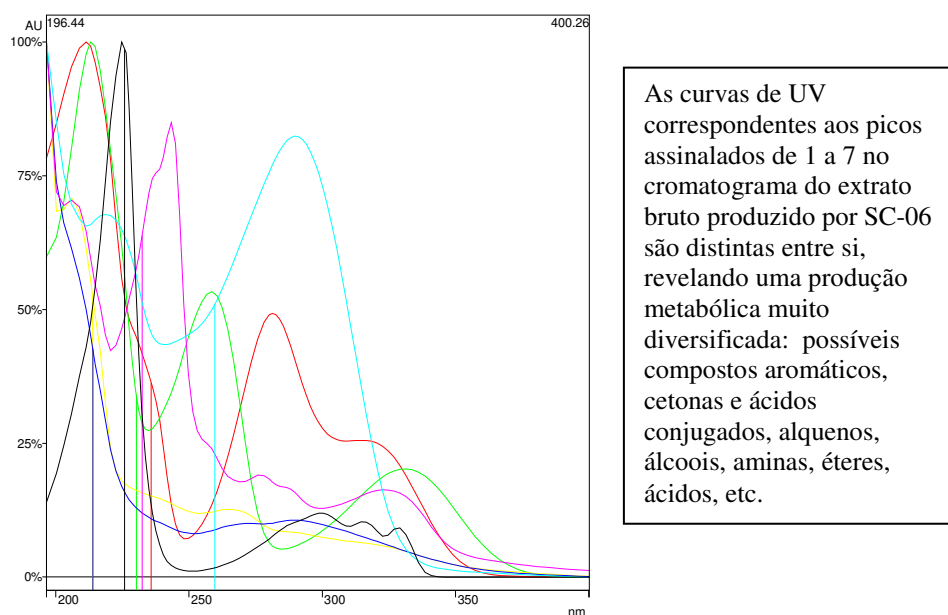 AU
196.44
400.26
100%
75%
50%
25%
0%
200
250
300
350
nm
As curvas de UV
correspondentes aos picos
assinalados de 1 a 7 no
cromatograma do extrato
bruto produzido por SC-06
são distintas entre si,
revelando uma produção
metabólica muito
diversificada: possíveis
compostos aromáticos,
cetonas e ácidos
conjugados, alquenos,
álcoois, aminas, éteres,
ácidos, etc.